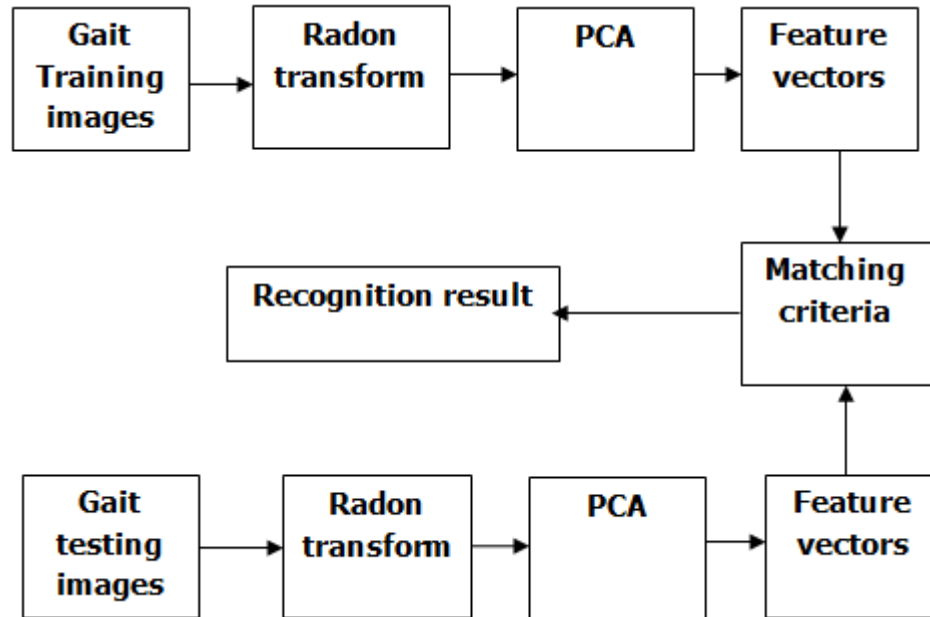 Gait
Training
images
Radon
transform
PCA
Feature
vectors
Matching
criteria
Recognition result
Gait
testing
images
Radon
transform
PCA
Feature
vectors